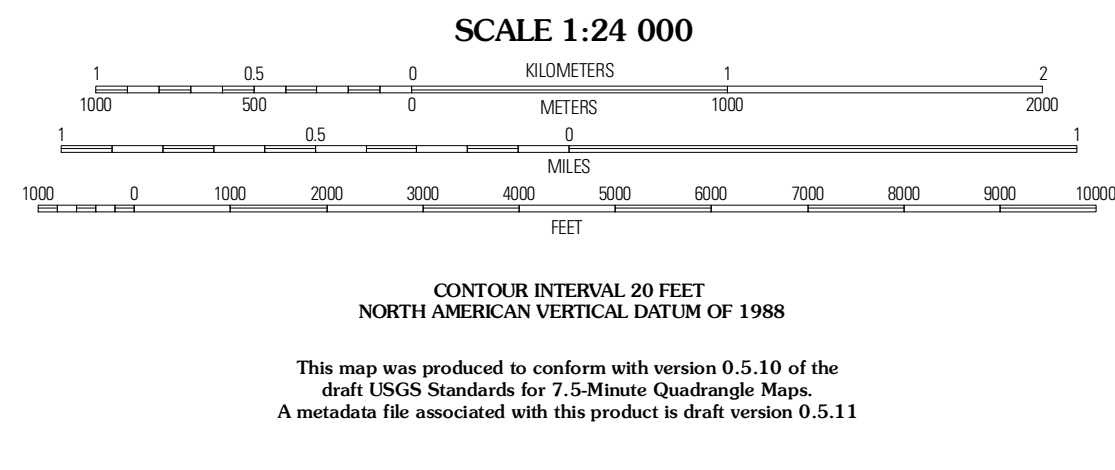 SCALE 1:24 000
1 0.5 0 KILOMETERS 1 2
1000 500 0 METERS 1000 2000
1 0.5 0 1
MILES
1000 0 1000 2000 3000 4000 5000 6000 7000 8000 9000 10000
FEET
CONTOUR INTERVAL 20 FEET
NORTH AMERICAN VERTICAL DATUM OF 1988
This map was produced to conform with version 0.5.10 of the
draft USGS Standards for 7.5-Minute Quadrangle Maps.
A metadata file associated with this product is draft version 0.5.11